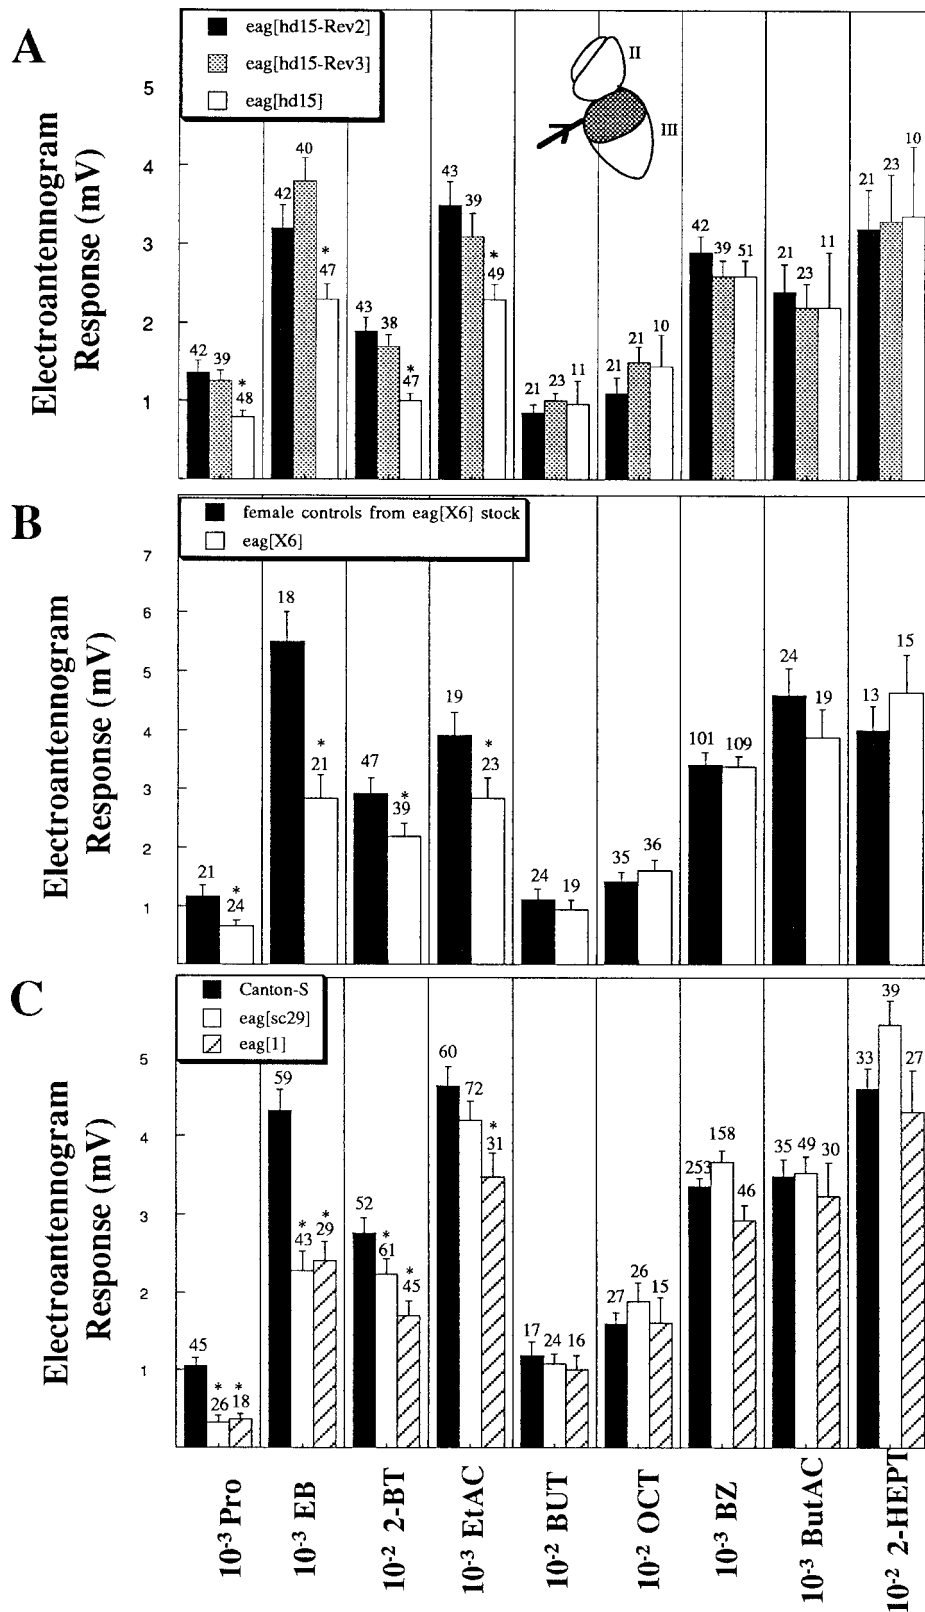 A
eag[hd15-Rev2]
eag[hd15-Rev3]
eag[hd15]
II
III
Electroantennogram
Response (mV)
5
4
3
2
1
42 39 * 48
42 40 * 47
43 38 * 47
43 39 * 49
21 23 11
21 21 10
42 39 51
21 23 11
21 23 10
B
female controls from eag[X6] stock
eag[X6]
Electroantennogram
Response (mV)
7
6
5
4
3
2
1
21 * 24
18 * 21
47 * 39
19 * 23
24 19
35 36
101 109
24 19
13 15
C
Canton-S
eag[sc29]
eag[1]
Electroantennogram
Response (mV)
5
4
3
2
1
45 * 26 * 18
59 * 43 * 29
52 * 61 * 45
60 72 * 31
17 24 16
27 26 15
253 158 46
35 49 30
33 39 27
10-3 Pro
10-3 EB
10-2 2-BT
10-3 EtAC
10-2 BUT
10-2 OCT
10-3 BZ
10-3 ButAC
10-2 2-HEPT